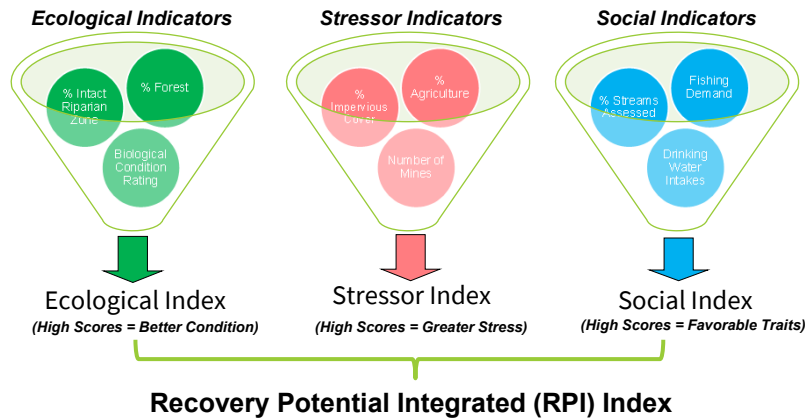 Ecological Indicators
% Intact
Riparian
Zone
% Forest
Biological
Condition
Rating
Ecological Index
(High Scores = Better Condition)
Stressor Indicators
%
Impervious
Cover
%
Agriculture
Number of
Mines
Stressor Index
(High Scores = Greater Stress)
Social Indicators
% Streams
Assessed
Fishing
Demand
Drinking
Water
Intakes
Social Index
(High Scores = Favorable Traits)
Recovery Potential Integrated (RPI) Index